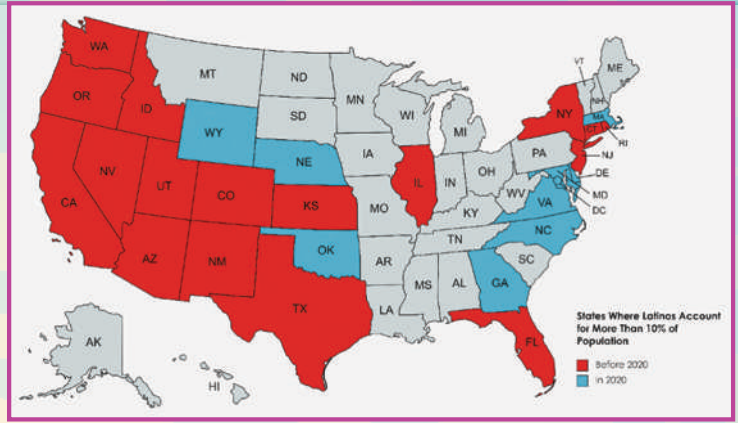 WA
MT
ND
MN
VT
ME
OR
ID
SD
WI
MI
NY
NH
MA
CT
RI
WY
IA
PA
NJ
NE
NV
UT
CO
IL
IN
OH
DE
MD
DC
WV
VA
CA
KS
MO
KY
NC
TN
AZ
NM
OK
AR
SC
MS
AL
GA
TX
LA
FL
AK
HI
States Where Latinos Account
for More Than 10% of
Population
Before 2020
In 2020